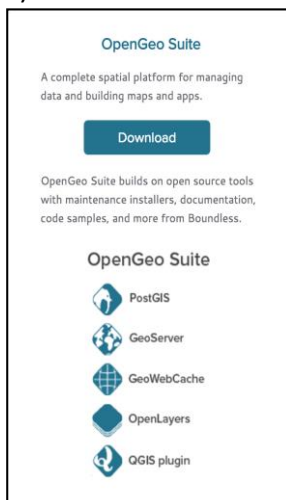 OpenGeo Suite
A complete spatial platform for managing
data and building maps and apps.
Download
OpenGeo Suite builds on open source tools
with maintenance installers, documentation,
code samples, and more from Boundless.
OpenGeo Suite
PostGIS
GeoServer
GeoWebCache
OpenLayers
QGIS plugin